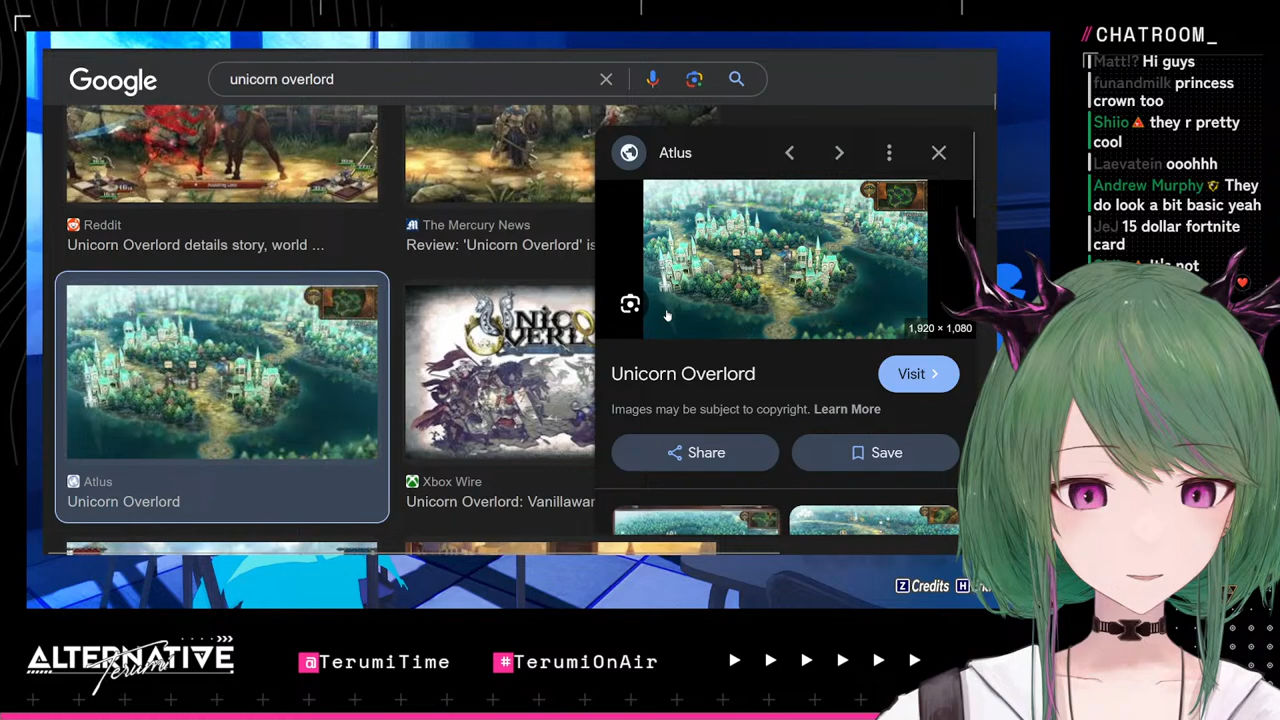 Google
unicorn overlord
Reddit
Unicorn Overlord details story, world ...
The Mercury News
Review: 'Unicorn Overlord' is
Atlus
1,920 × 1,080
Unicorn Overlord
Visit
Images may be subject to copyright. Learn More
Share
Save
Atlus
Unicorn Overlord
Xbox Wire
Unicorn Overlord: Vanillawar
Z Credits H
// CHATROOM_
Matt!? Hi guys
funandmilk princess
crown too
Shiio they r pretty
cool
Laevatein ooohhh
Andrew Murphy They
do look a bit basic yeah
JeJ 15 dollar fortnite
card
It's not
ALTERNATIVE
Terumi
@TerumiTime
#TerumiOnAir